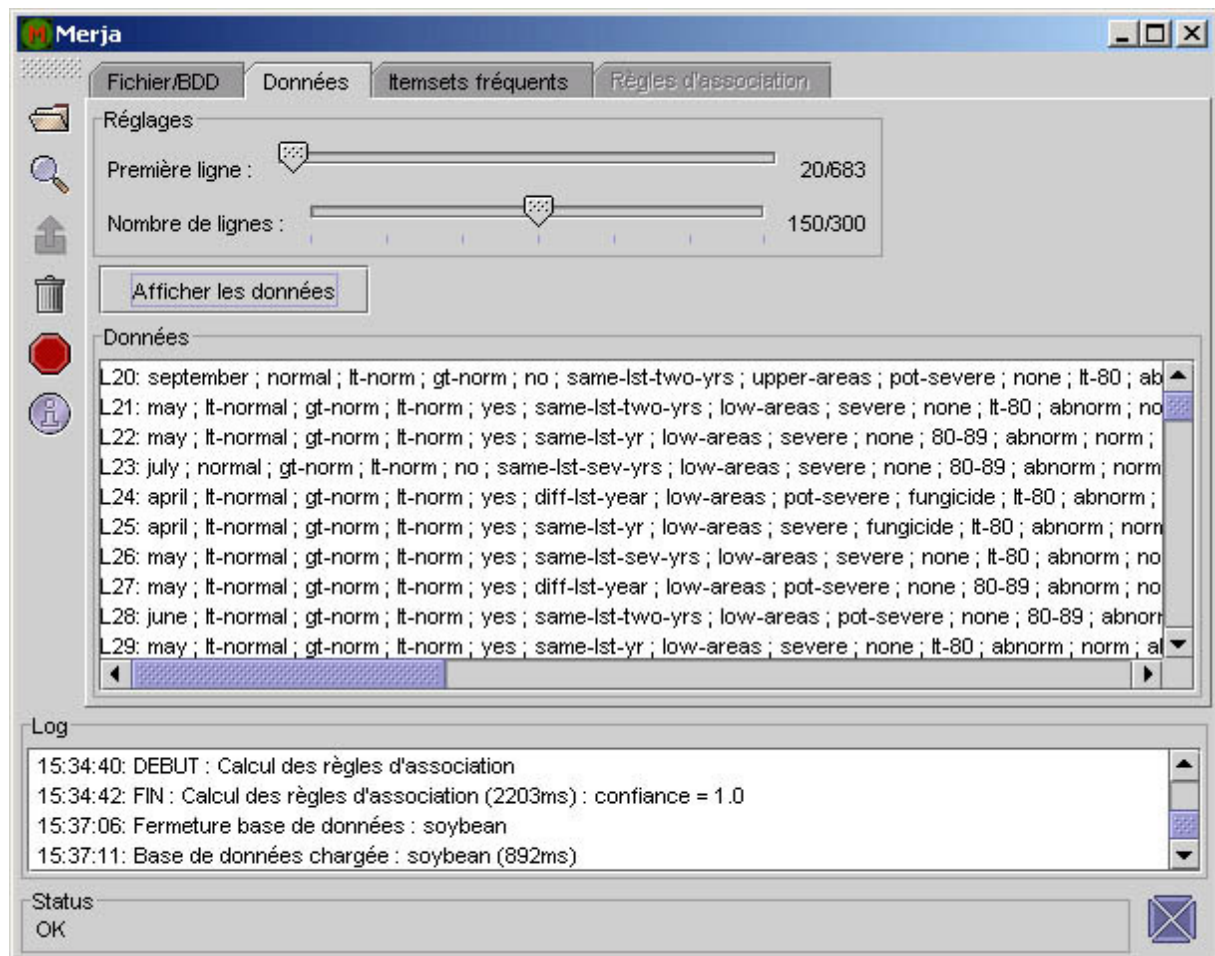 Merja
Fichier/BDD Données Itemsets fréquents Règles d'association
Réglages
Première ligne : 20/683
Nombre de lignes : 150/300
Afficher les données
Données
L20: september ; normal ; lt-norm ; gt-norm ; no ; same-lst-two-yrs ; upper-areas ; pot-severe ; none ; lt-80 ; ab
L21: may ; lt-normal ; gt-norm ; lt-norm ; yes ; same-lst-two-yrs ; low-areas ; severe ; none ; lt-80 ; abnorm ; no
L22: may ; lt-normal ; gt-norm ; lt-norm ; yes ; same-lst-yr ; low-areas ; severe ; none ; 80-89 ; abnorm ; norm ;
L23: july ; normal ; gt-norm ; lt-norm ; no ; same-lst-sev-yrs ; low-areas ; severe ; none ; 80-89 ; abnorm ; norm
L24: april ; lt-normal ; gt-norm ; lt-norm ; yes ; diff-lst-year ; low-areas ; pot-severe ; fungicide ; lt-80 ; abnorm ;
L25: april ; lt-normal ; gt-norm ; lt-norm ; yes ; same-lst-yr ; low-areas ; severe ; fungicide ; lt-80 ; abnorm ; norm
L26: may ; lt-normal ; gt-norm ; lt-norm ; yes ; same-lst-sev-yrs ; low-areas ; severe ; none ; lt-80 ; abnorm ; no
L27: may ; lt-normal ; gt-norm ; lt-norm ; yes ; diff-lst-year ; low-areas ; pot-severe ; none ; 80-89 ; abnorm ; no
L28: june ; lt-normal ; gt-norm ; lt-norm ; yes ; same-lst-two-yrs ; low-areas ; pot-severe ; none ; 80-89 ; abnorr
L29: may ; lt-normal ; gt-norm ; lt-norm ; yes ; same-lst-yr ; low-areas ; severe ; none ; lt-80 ; abnorm ; norm ; al
Log
15:34:40: DEBUT : Calcul des règles d'association
15:34:42: FIN : Calcul des règles d'association (2203ms) : confiance = 1.0
15:37:06: Fermeture base de données : soybean
15:37:11: Base de données chargée : soybean (892ms)
Status
OK